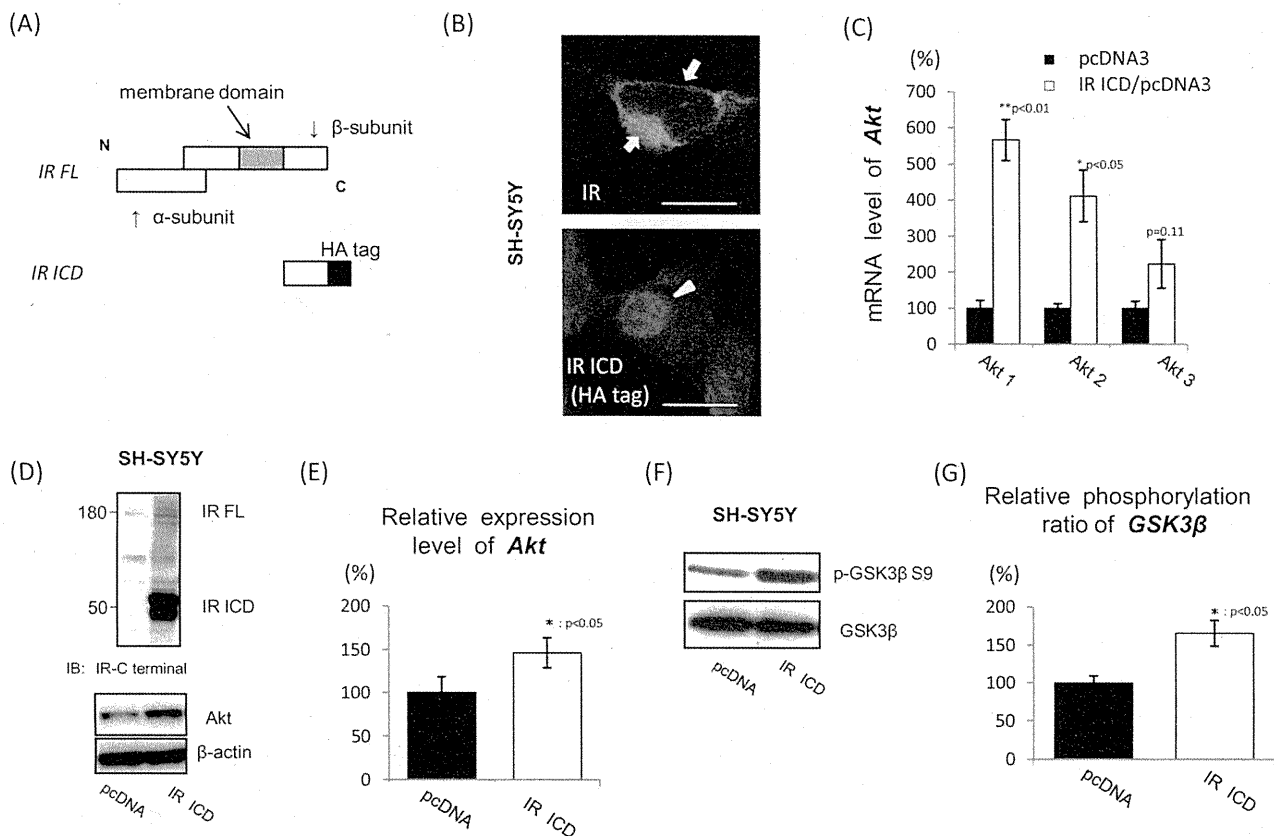 (A)
membrane domain
↓ β-subunit
N
IR FL
C
↑ α-subunit
HA tag
IR ICD
(B)
SH-SY5Y
IR
IR ICD
(HA tag)
(C)
(%)
pcDNA3
IR ICD/pcDNA3
mRNA level of Akt
700
600
500
400
300
200
100
0
**p<0.01
* p<0.05
p=0.11
Akt 1
Akt 2
Akt 3
(D)
SH-SY5Y
180
IR FL
50
IR ICD
IB: IR-C terminal
Akt
β-actin
pcDNA
IR ICD
(E)
Relative expression
level of Akt
(%)
200
150
100
50
0
* : p<0.05
pcDNA
IR ICD
(F)
SH-SY5Y
p-GSK3β S9
GSK3β
pcDNA
IR ICD
(G)
Relative phosphorylation
ratio of GSK3β
(%)
200
150
100
50
0
* : p<0.05
pcDNA
IR ICD